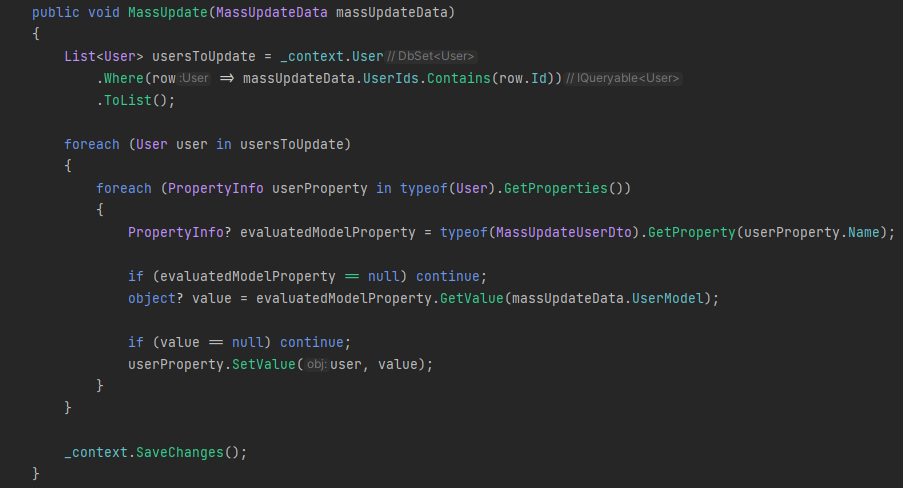 public void MassUpdate(MassUpdateData massUpdateData)
{
    List<User> usersToUpdate = _context.User // DbSet<User>
        .Where(row :User => massUpdateData.UserIds.Contains(row.Id)) // IQueryable<User>
        .ToList();
    foreach (User user in usersToUpdate)
    {
        foreach (PropertyInfo userProperty in typeof(User).GetProperties())
        {
            PropertyInfo? evaluatedModelProperty = typeof(MassUpdateUserDto).GetProperty(userProperty.Name);
            if (evaluatedModelProperty == null) continue;
            object? value = evaluatedModelProperty.GetValue(massUpdateData.UserModel);
            if (value == null) continue;
            userProperty.SetValue( obj: user, value);
        }
    }
    _context.SaveChanges();
}